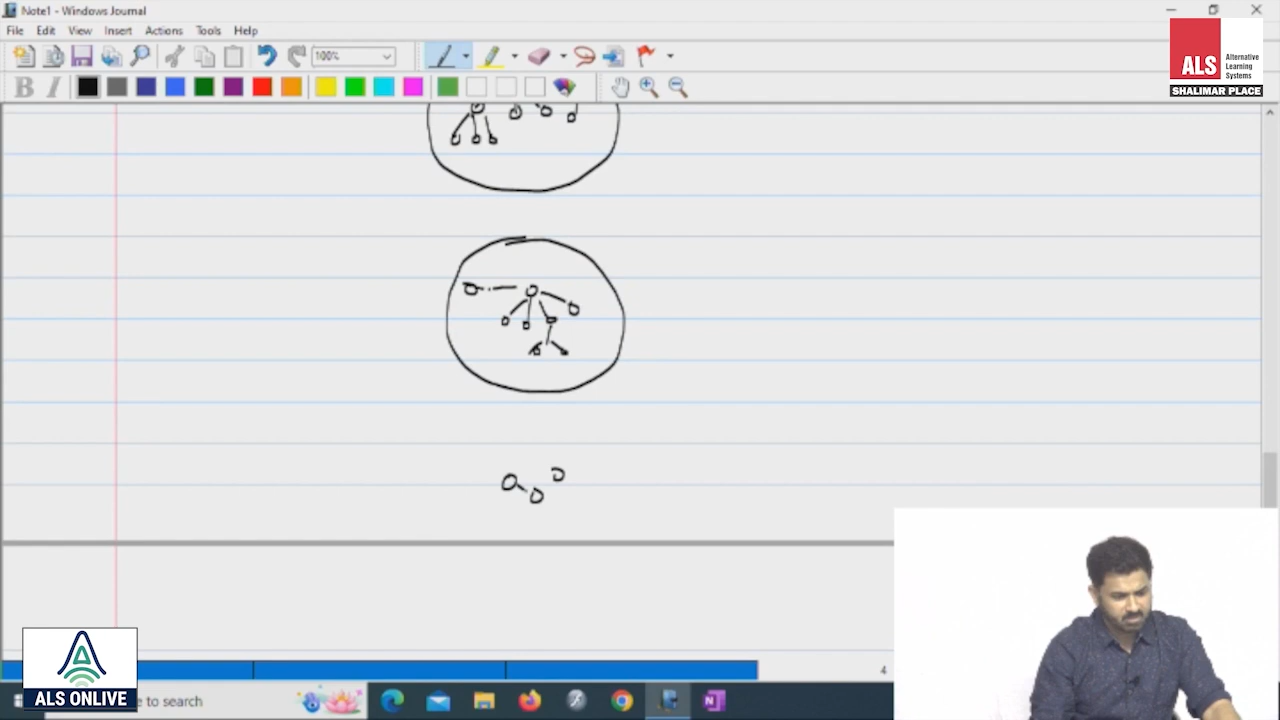 Note1 - Windows Journal
File Edit View Insert Actions Tools Help
100%
B I
ALS
Alternative
Learning
Systems
SHALIMAR PLACE
4
ALS ONLIVE
e to search